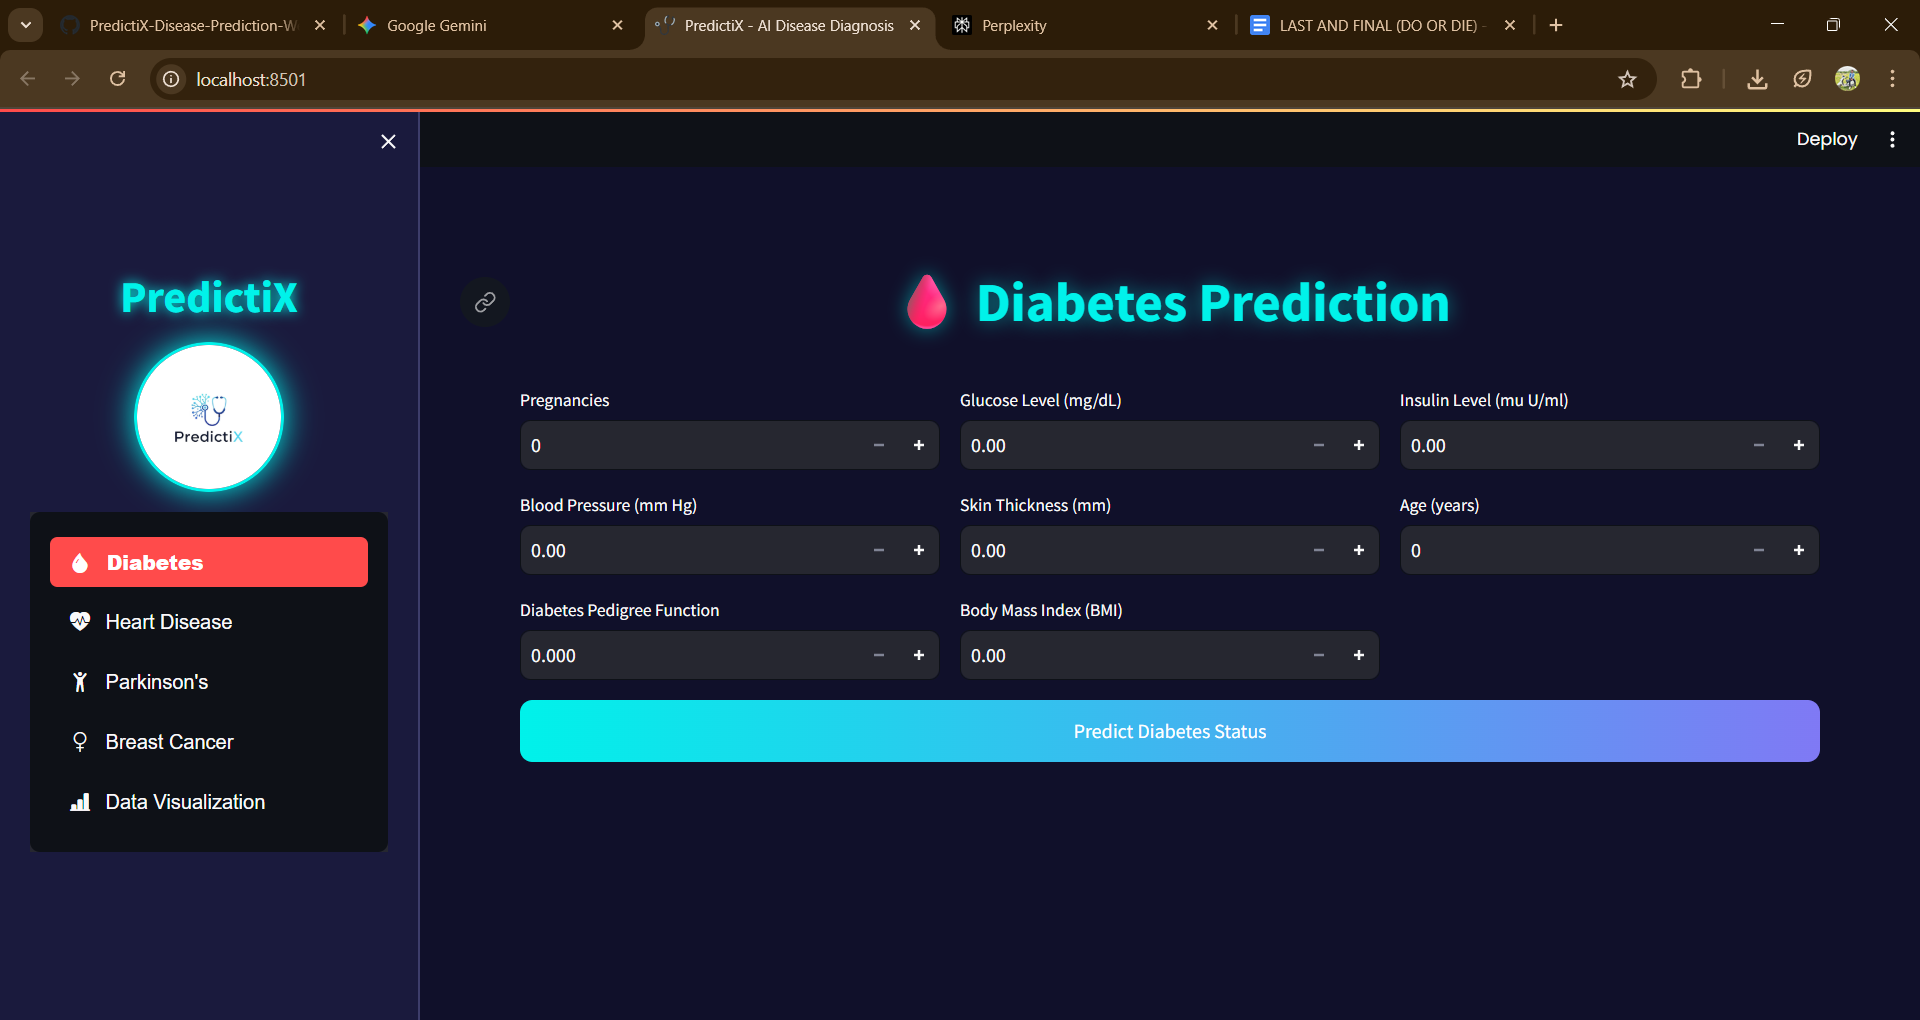 PredictiX-Disease-Prediction-W
Google Gemini
PredictiX - AI Disease Diagnosis
Perplexity
LAST AND FINAL (DO OR DIE) -
localhost:8501
Deploy
PredictiX
PredictiX
Diabetes
Heart Disease
Parkinson's
Breast Cancer
Data Visualization
Diabetes Prediction
Pregnancies
Glucose Level (mg/dL)
Insulin Level (mu U/ml)
0
0.00
0.00
Blood Pressure (mm Hg)
Skin Thickness (mm)
Age (years)
0.00
0.00
0
Diabetes Pedigree Function
Body Mass Index (BMI)
0.000
0.00
Predict Diabetes Status